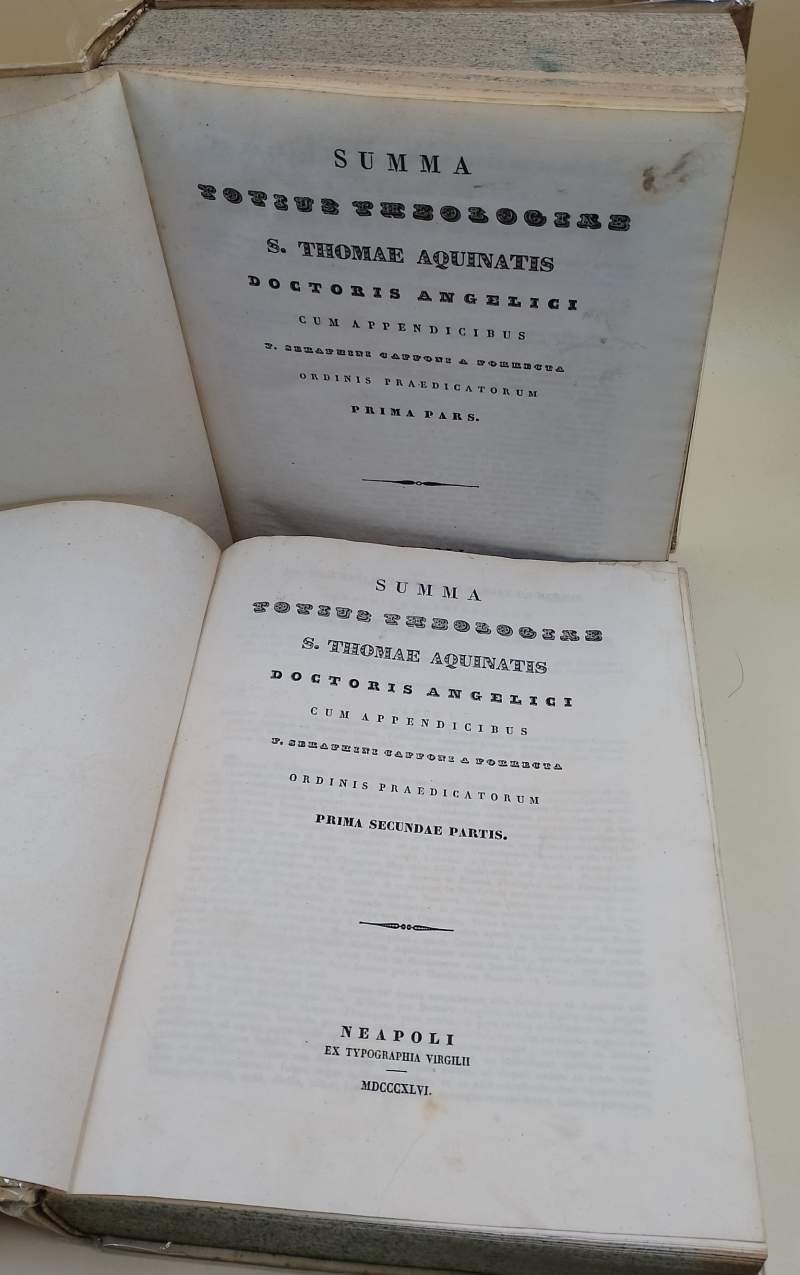 SUMMA
TOTIUS THEOLOGIAE
S. THOMAE AQUINATIS
DOCTORIS ANGELICI
CUM APPENDICIBUS
F. SERAPHINI CAPPONI A PORRECTA
ORDINIS PRAEDICATORUM
PRIMA PARS.
SUMMA
TOTIUS THEOLOGIAE
S. THOMAE AQUINATIS
DOCTORIS ANGELICI
CUM APPENDICIBUS
F. SERAPHINI CAPPONI A PORRECTA
ORDINIS PRAEDICATORUM
PRIMA SECUNDAE PARTIS.
NEAPOLI
EX TYPOGRAPHIA VIRGILII
MDCCCXLVI.